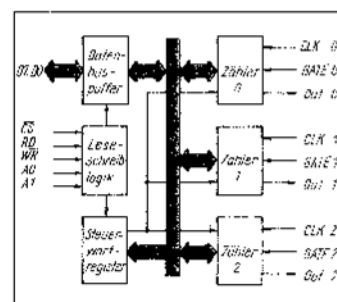 D7..D0
Daten-
bus-
puffer
Zähler
0
CLK 0
GATE 0
Out 0
CS
RD
WR
A0
A1
Lese-
schreib
logik
Zähler
1
CLK 1
GATE 1
Out 1
Steuer-
wort-
register
Zähler
2
CLK 2
GATE 2
Out 2